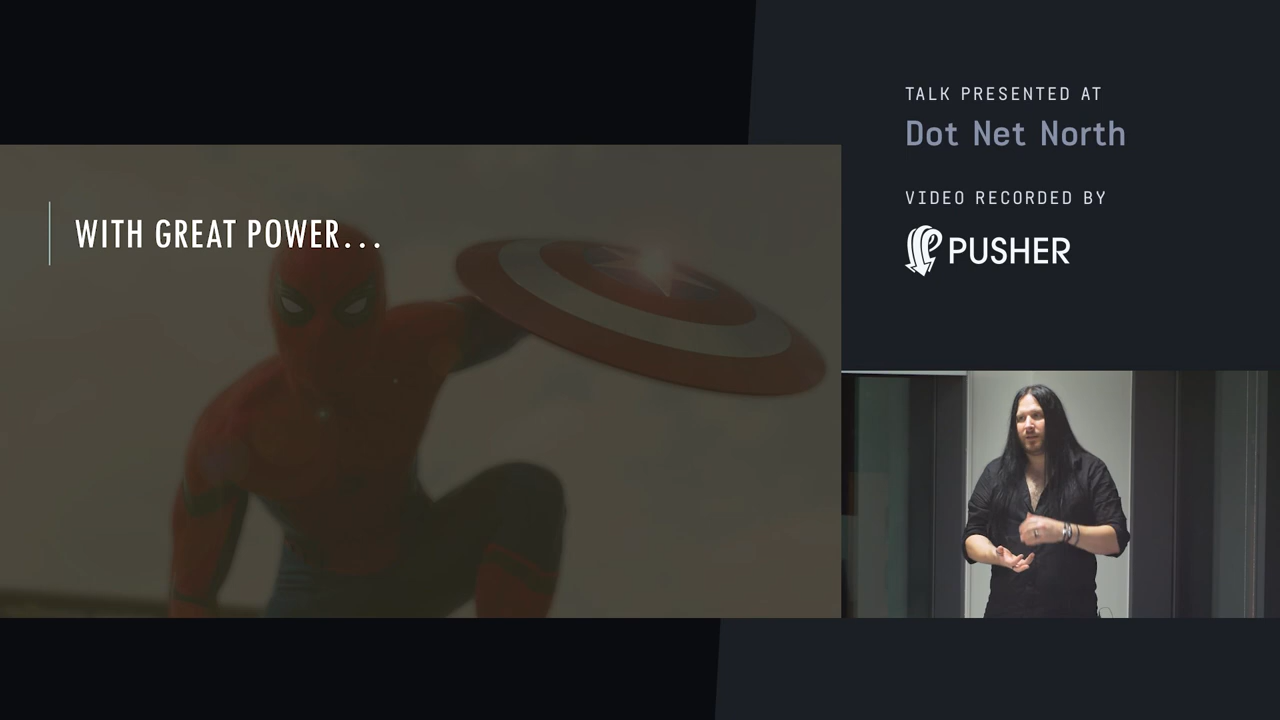 WITH GREAT POWER...
TALK PRESENTED AT
Dot Net North
VIDEO RECORDED BY
PUSHER